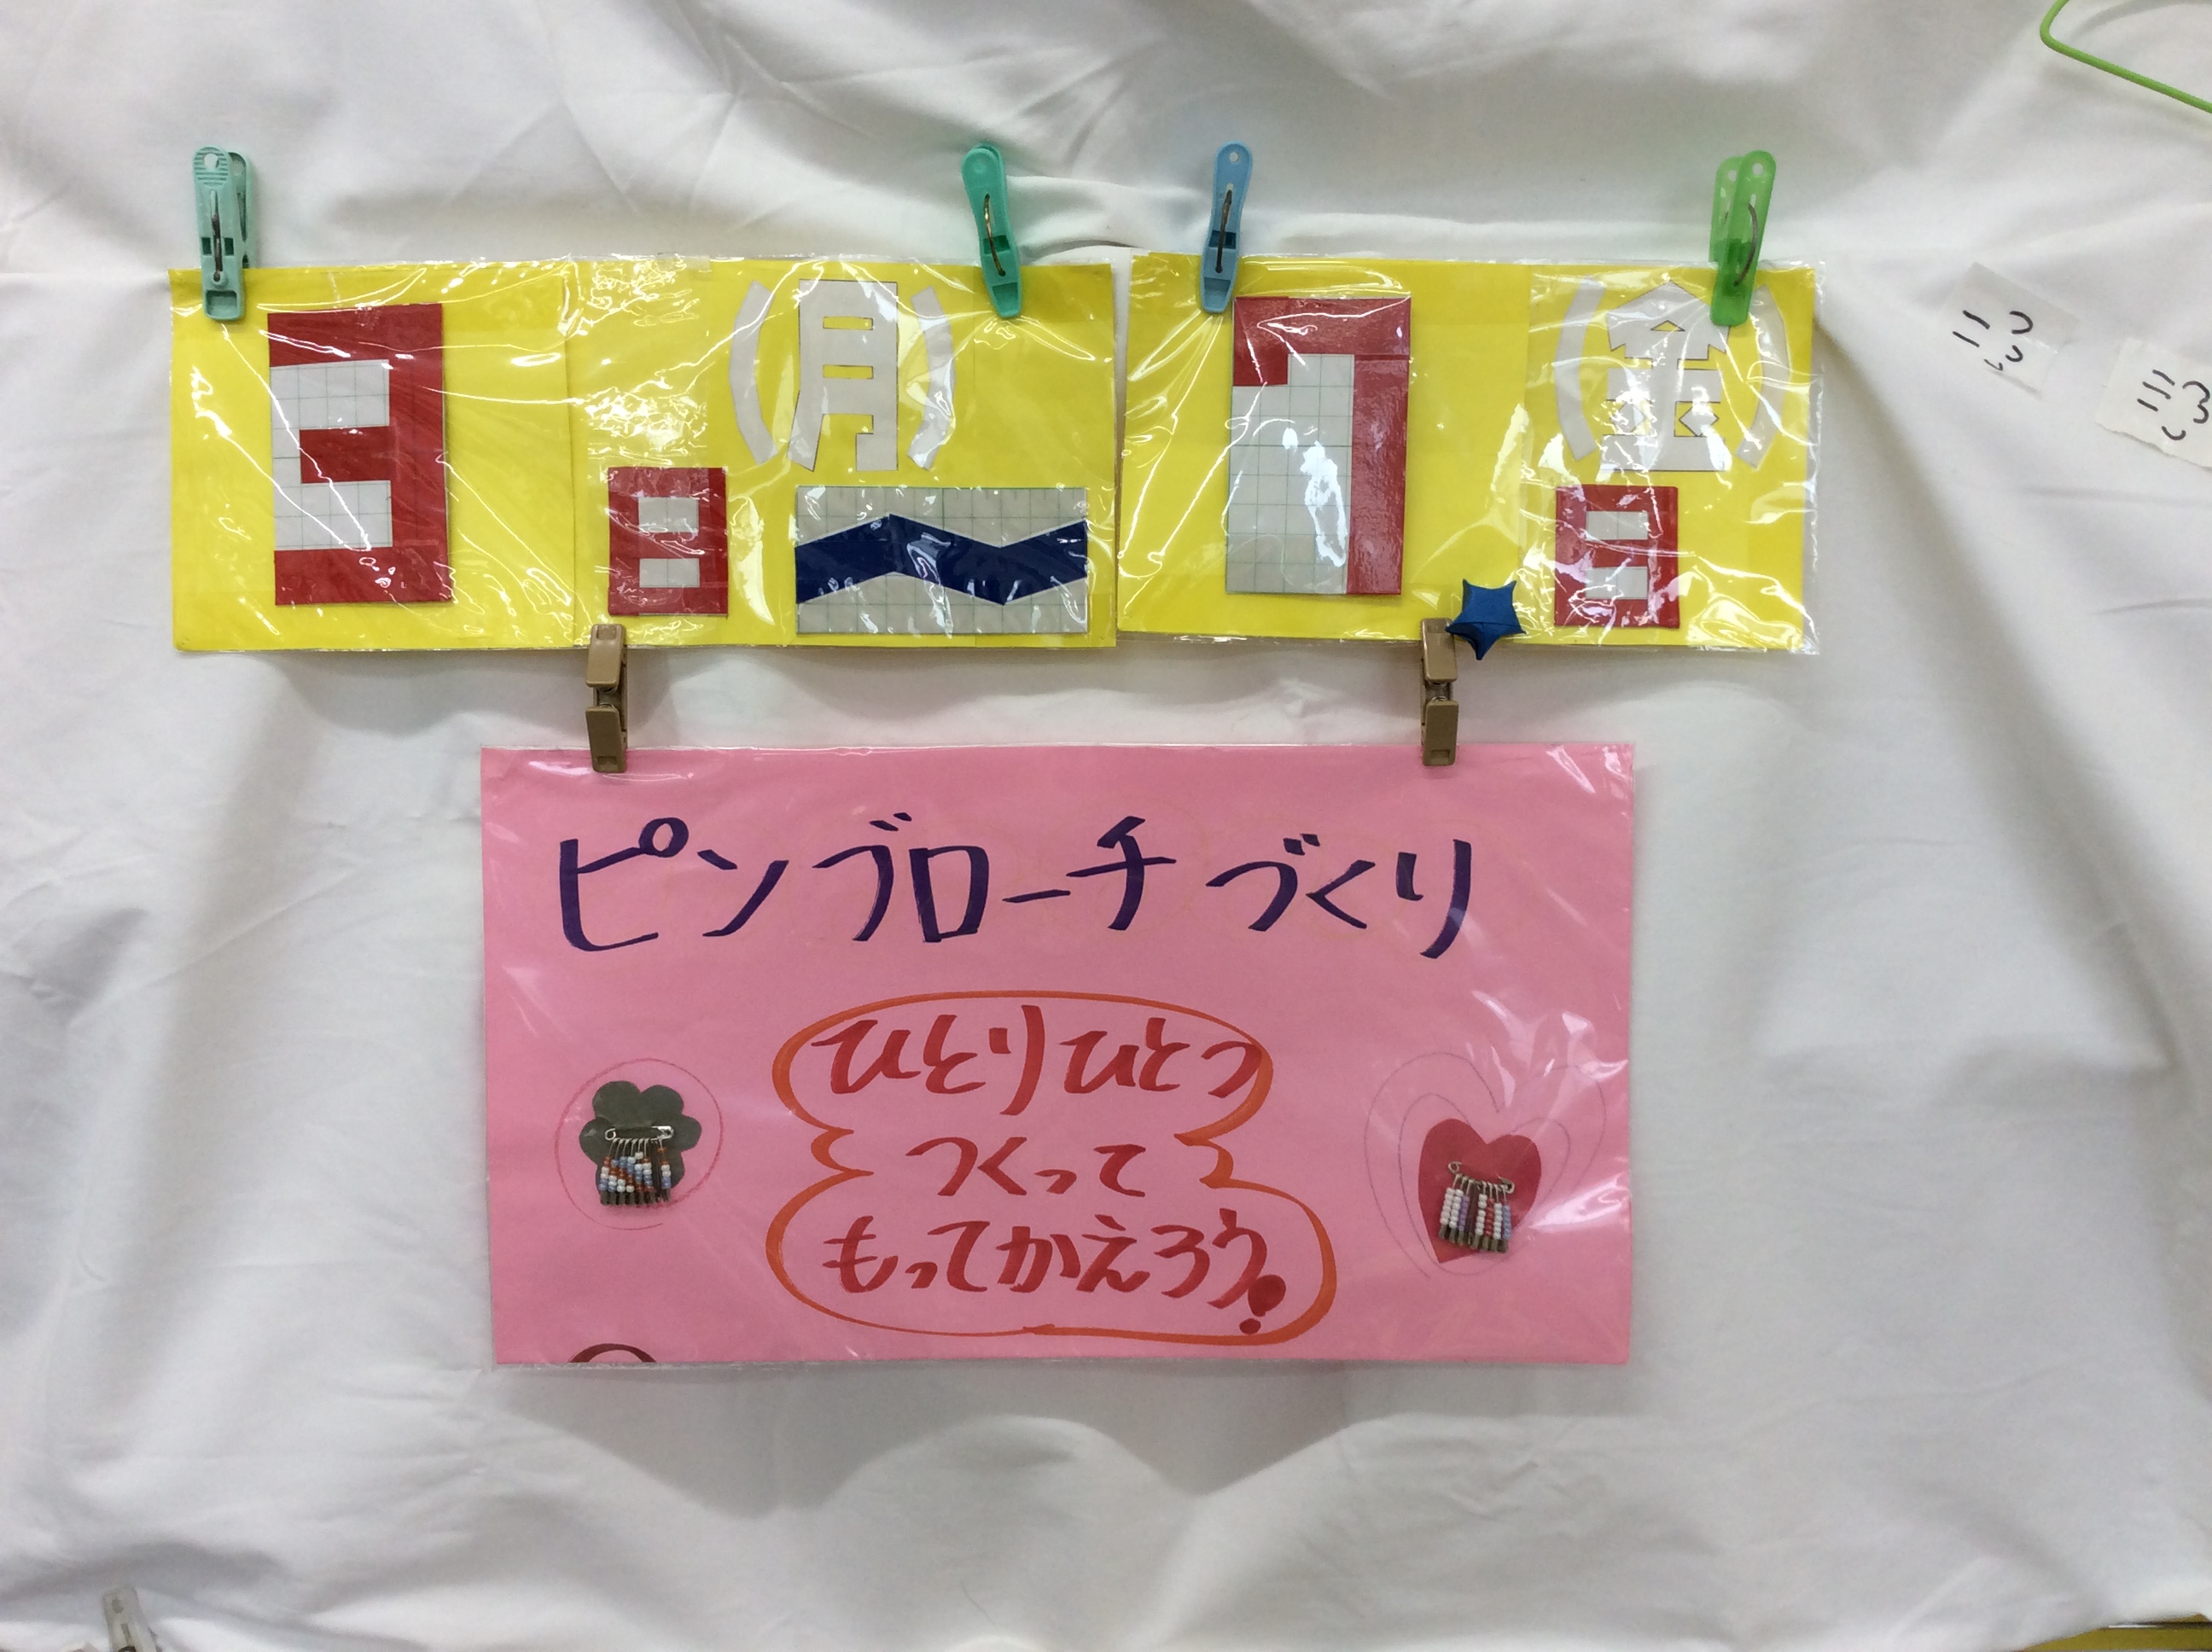 3日(月)〜7日(金)
ピンブローチづくり
ひとりひとつ
つくって
もってかえろう!